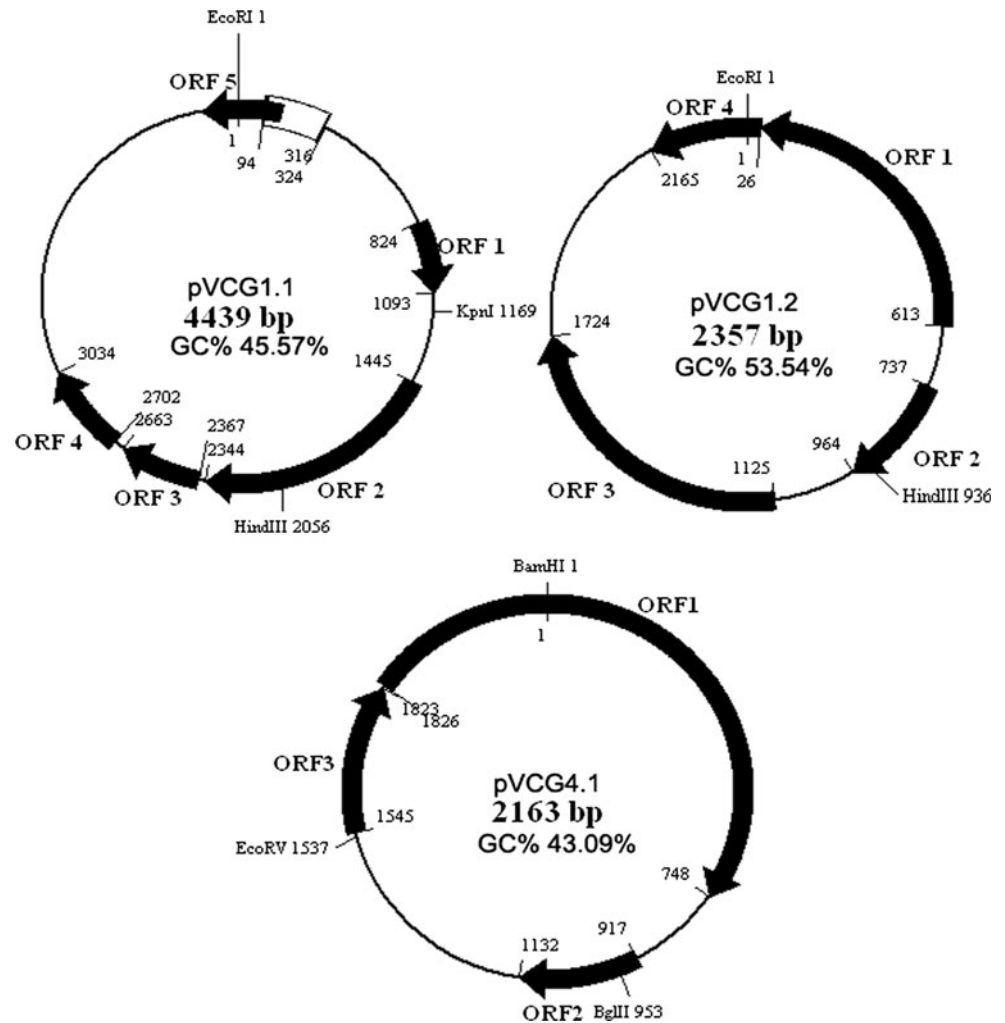 EcoRI 1
ORF 5
1
94
316
324
824
ORF 1
1093
KpnI 1169
pVCG1.1
4439 bp
GC% 45.57%
1445
3034
2702
2663
2367
2344
ORF 4
ORF 3
ORF 2
HindIII 2056
EcoRI 1
ORF 4
ORF 1
1
26
2165
613
1724
pVCG1.2
2357 bp
GC% 53.54%
737
964
ORF 2
HindIII 936
1125
ORF 3
BamHI 1
ORF1
1
1823
1826
ORF3
1545
EcoRV 1537
pVCG4.1
2163 bp
GC% 43.09%
748
917
1132
ORF2
BglII 953